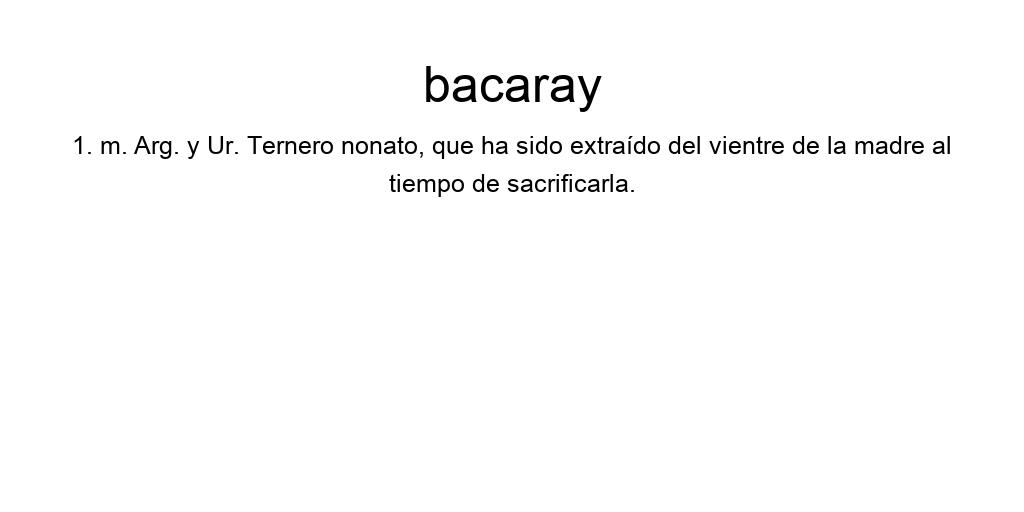 bacaray
1. m. Arg. y Ur. Ternero nonato, que ha sido extraído del vientre de la madre al
tiempo de sacrificarla.